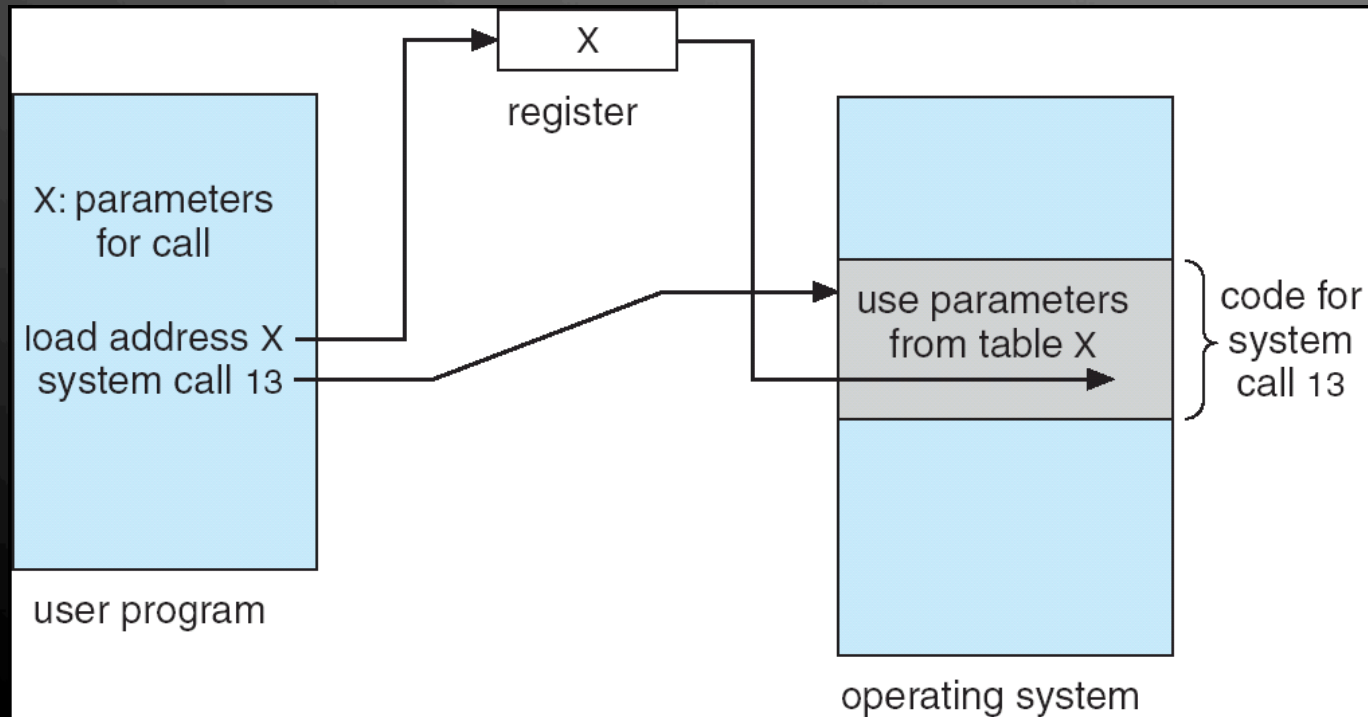 X
register
X: parameters
for call
load address X
system call 13
user program
use parameters
from table X
code for
system
call 13
operating system